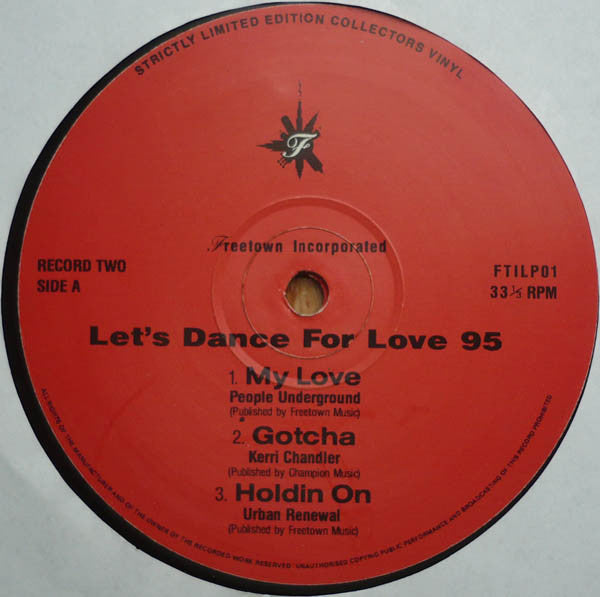 STRICTLY LIMITED EDITION COLLECTORS VINYL
F
Freetown Incorporated
RECORD TWO
SIDE A
FTILP01
33 ⅓ RPM
Let's Dance For Love 95
1. My Love
People Underground
(Published by Freetown Music)
2. Gotcha
Kerri Chandler
(Published by Champion Music)
3. Holdin On
Urban Renewal
(Published by Freetown Music)
ALL RIGHTS OF THE MANUFACTURER AND OF THE OWNER OF THE RECORDED WORK RESERVED · UNAUTHORISED COPYING PUBLIC PERFORMANCE AND BROADCASTING OF THIS RECORD PROHIBITED